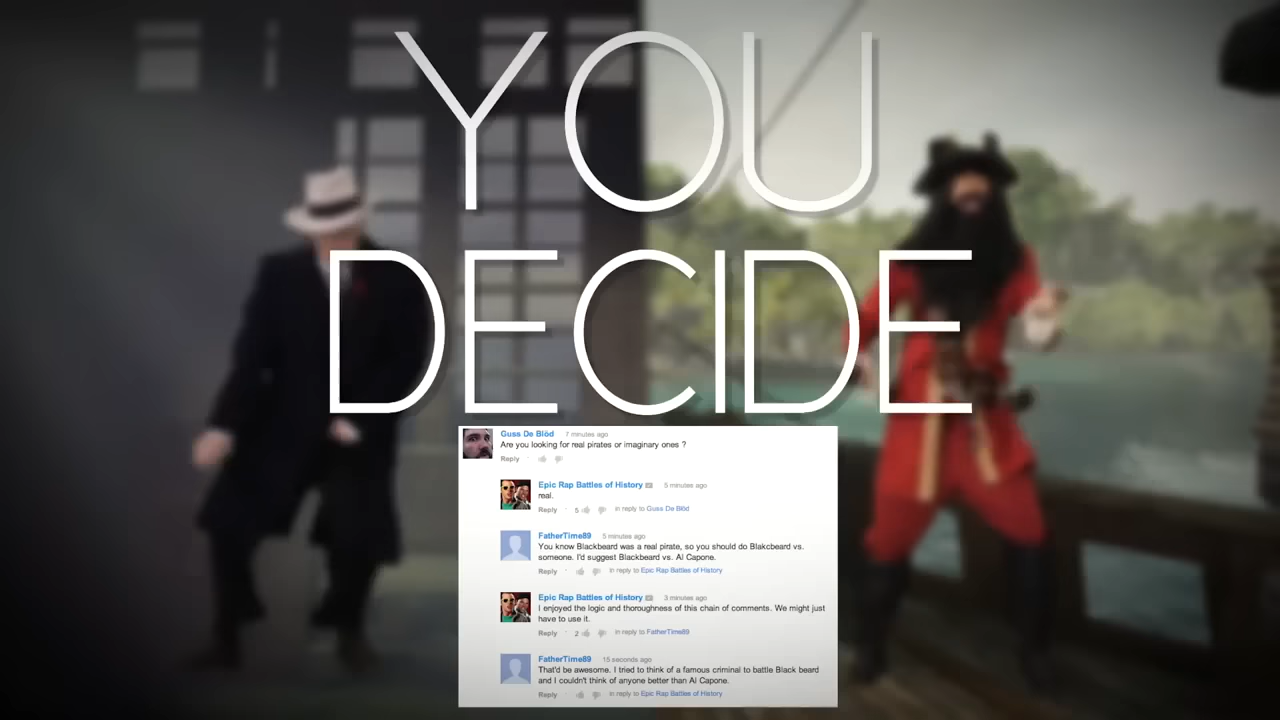 YOU
DECIDE
Guss De Blöd 7 minutes ago
Are you looking for real pirates or imaginary ones ?
Reply
Epic Rap Battles of History 5 minutes ago
real.
Reply · 5 in reply to Guss De Blöd
FatherTime89 5 minutes ago
You know Blackbeard was a real pirate, so you should do Blakcbeard vs.
someone. I'd suggest Blackbeard vs. Al Capone.
Reply · in reply to Epic Rap Battles of History
Epic Rap Battles of History 3 minutes ago
I enjoyed the logic and thoroughness of this chain of comments. We might just
have to use it.
Reply · 2 in reply to FatherTime89
FatherTime89 15 seconds ago
That'd be awesome. I tried to think of a famous criminal to battle Black beard
and I couldn't think of anyone better than Al Capone.
Reply · in reply to Epic Rap Battles of History